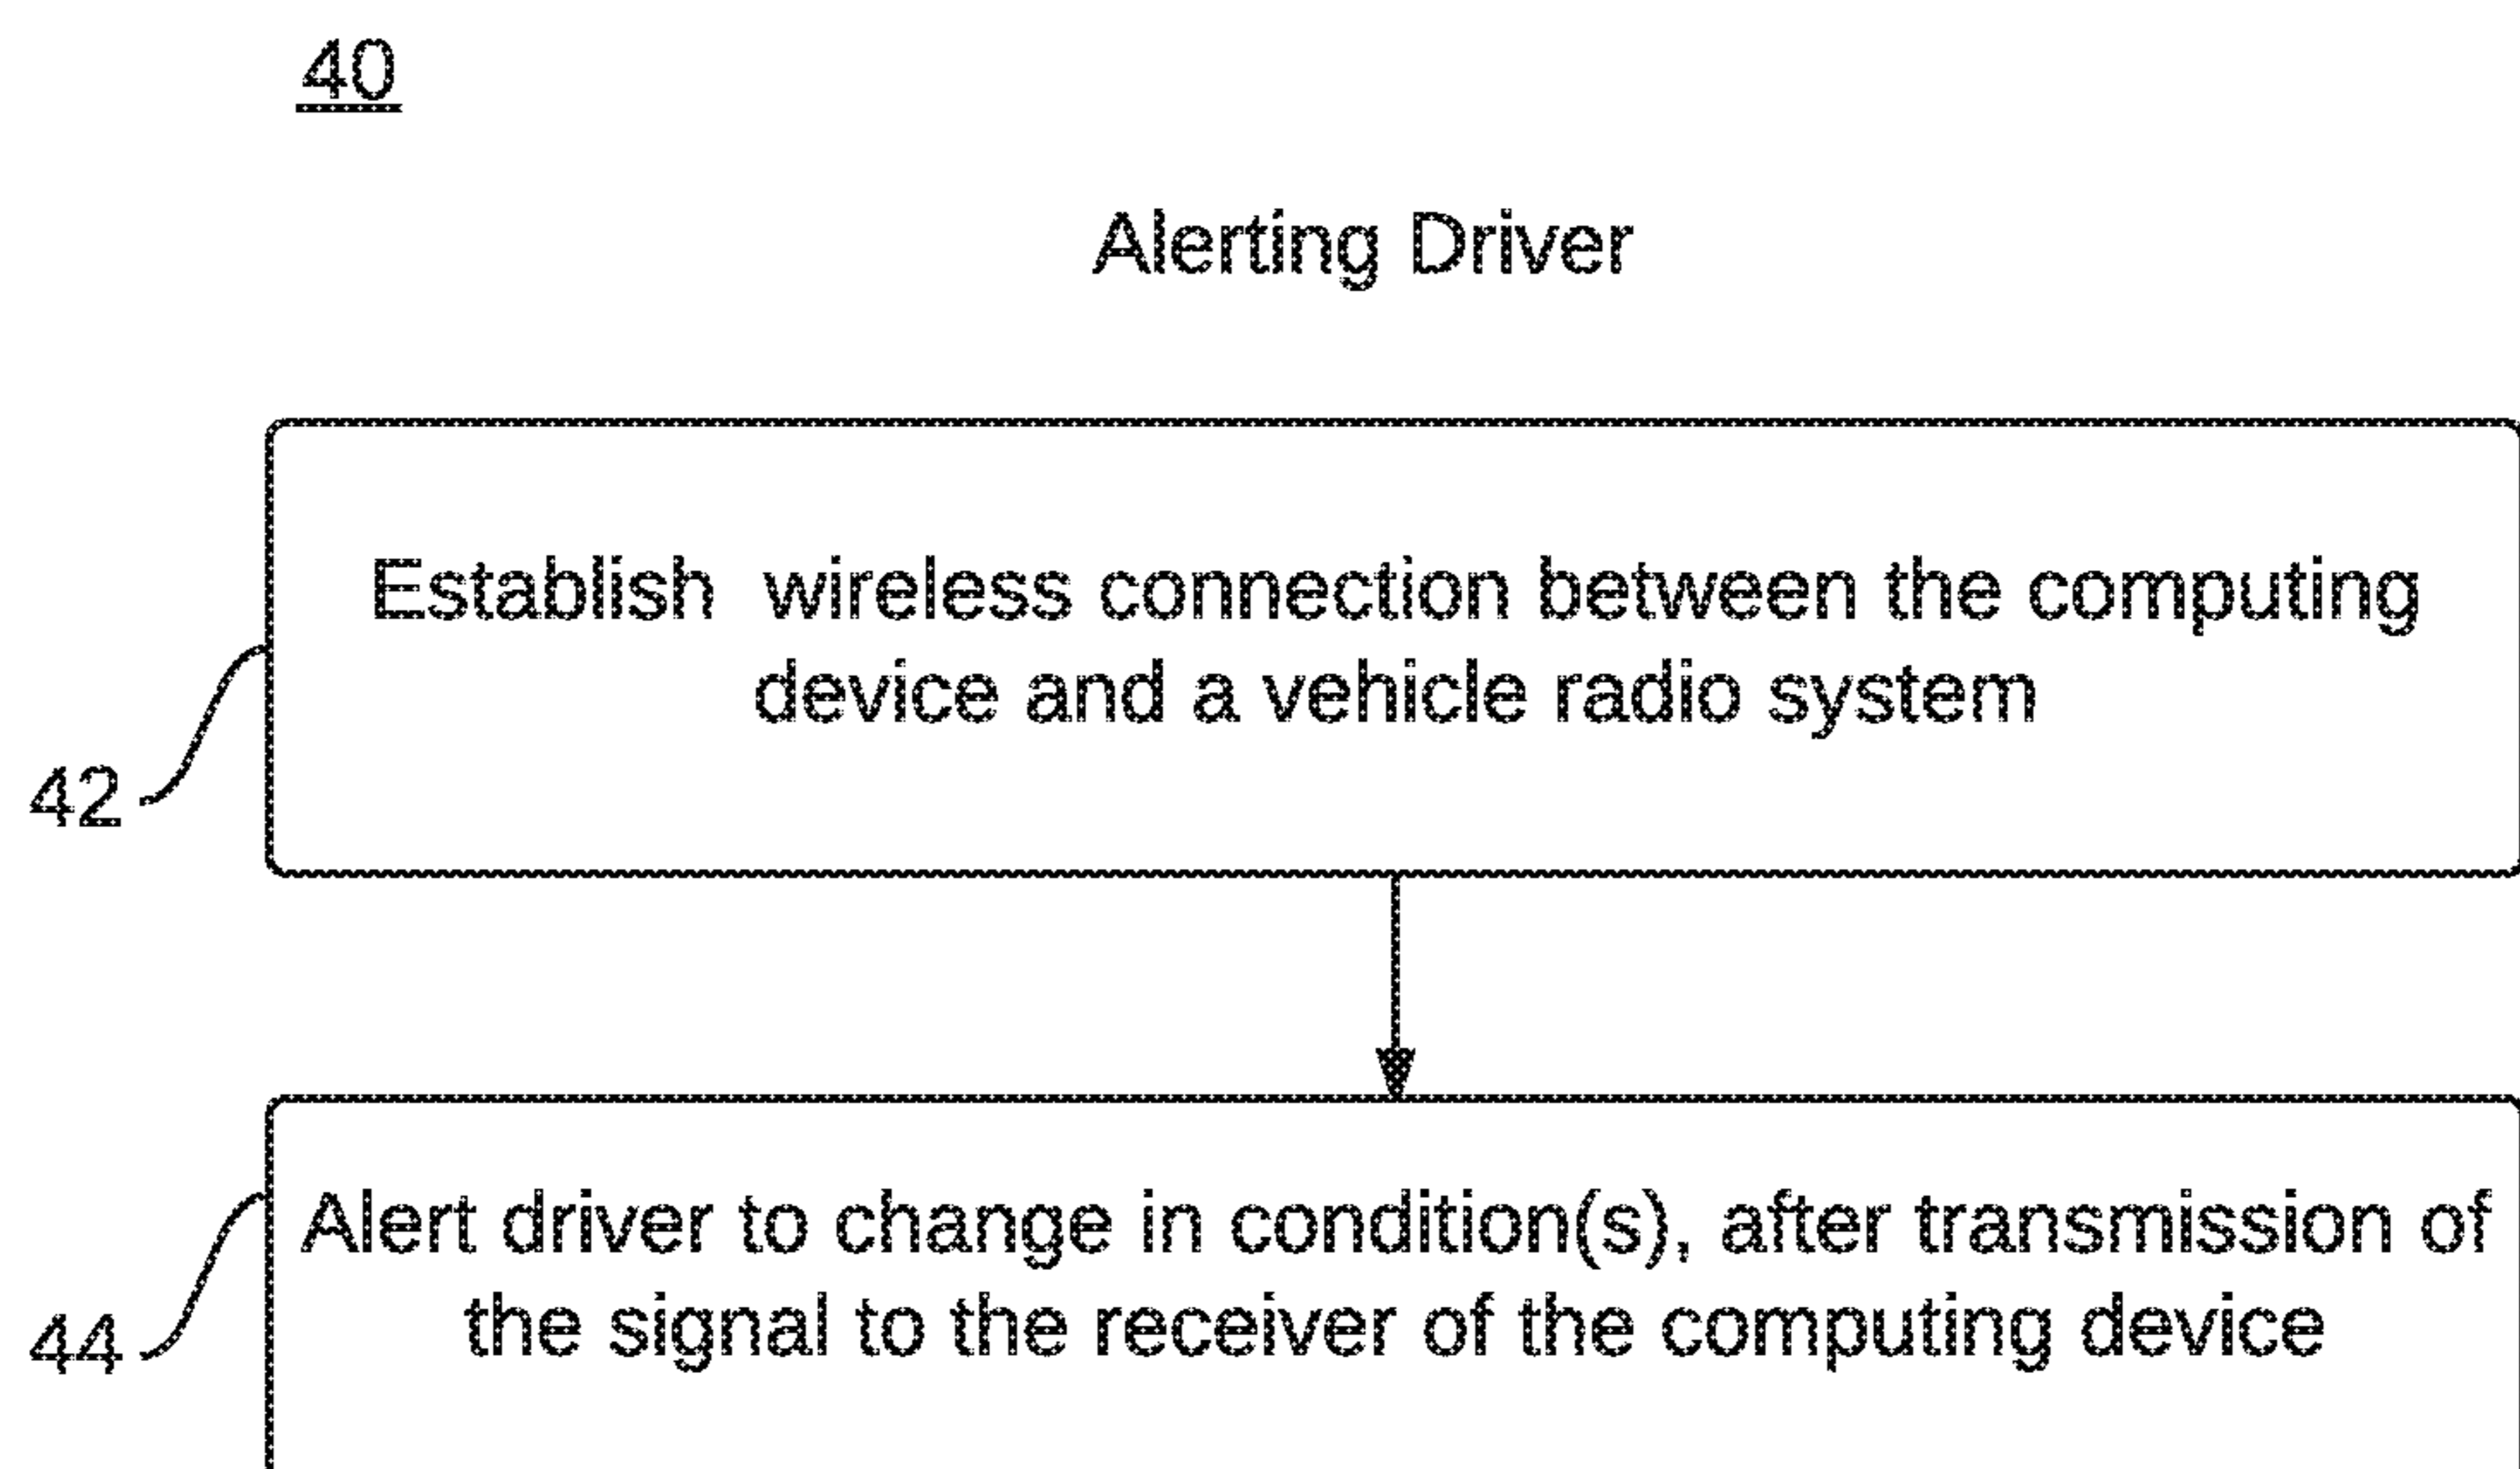 40
Alerting Driver
Establish  wireless connection between the computing
device and a vehicle radio system
42
Alert driver to change in condition(s), after transmission of
the signal to the receiver of the computing device
44